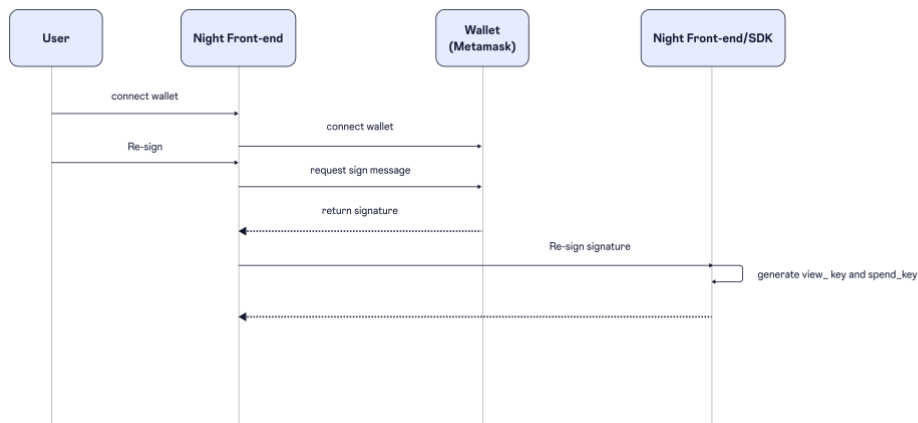 User
Night Front-end
Wallet
(Metamask)
Night Front-end/SDK
connect wallet
connect wallet
Re-sign
request sign message
return signature
Re-sign signature
generate view_ key and spend_key